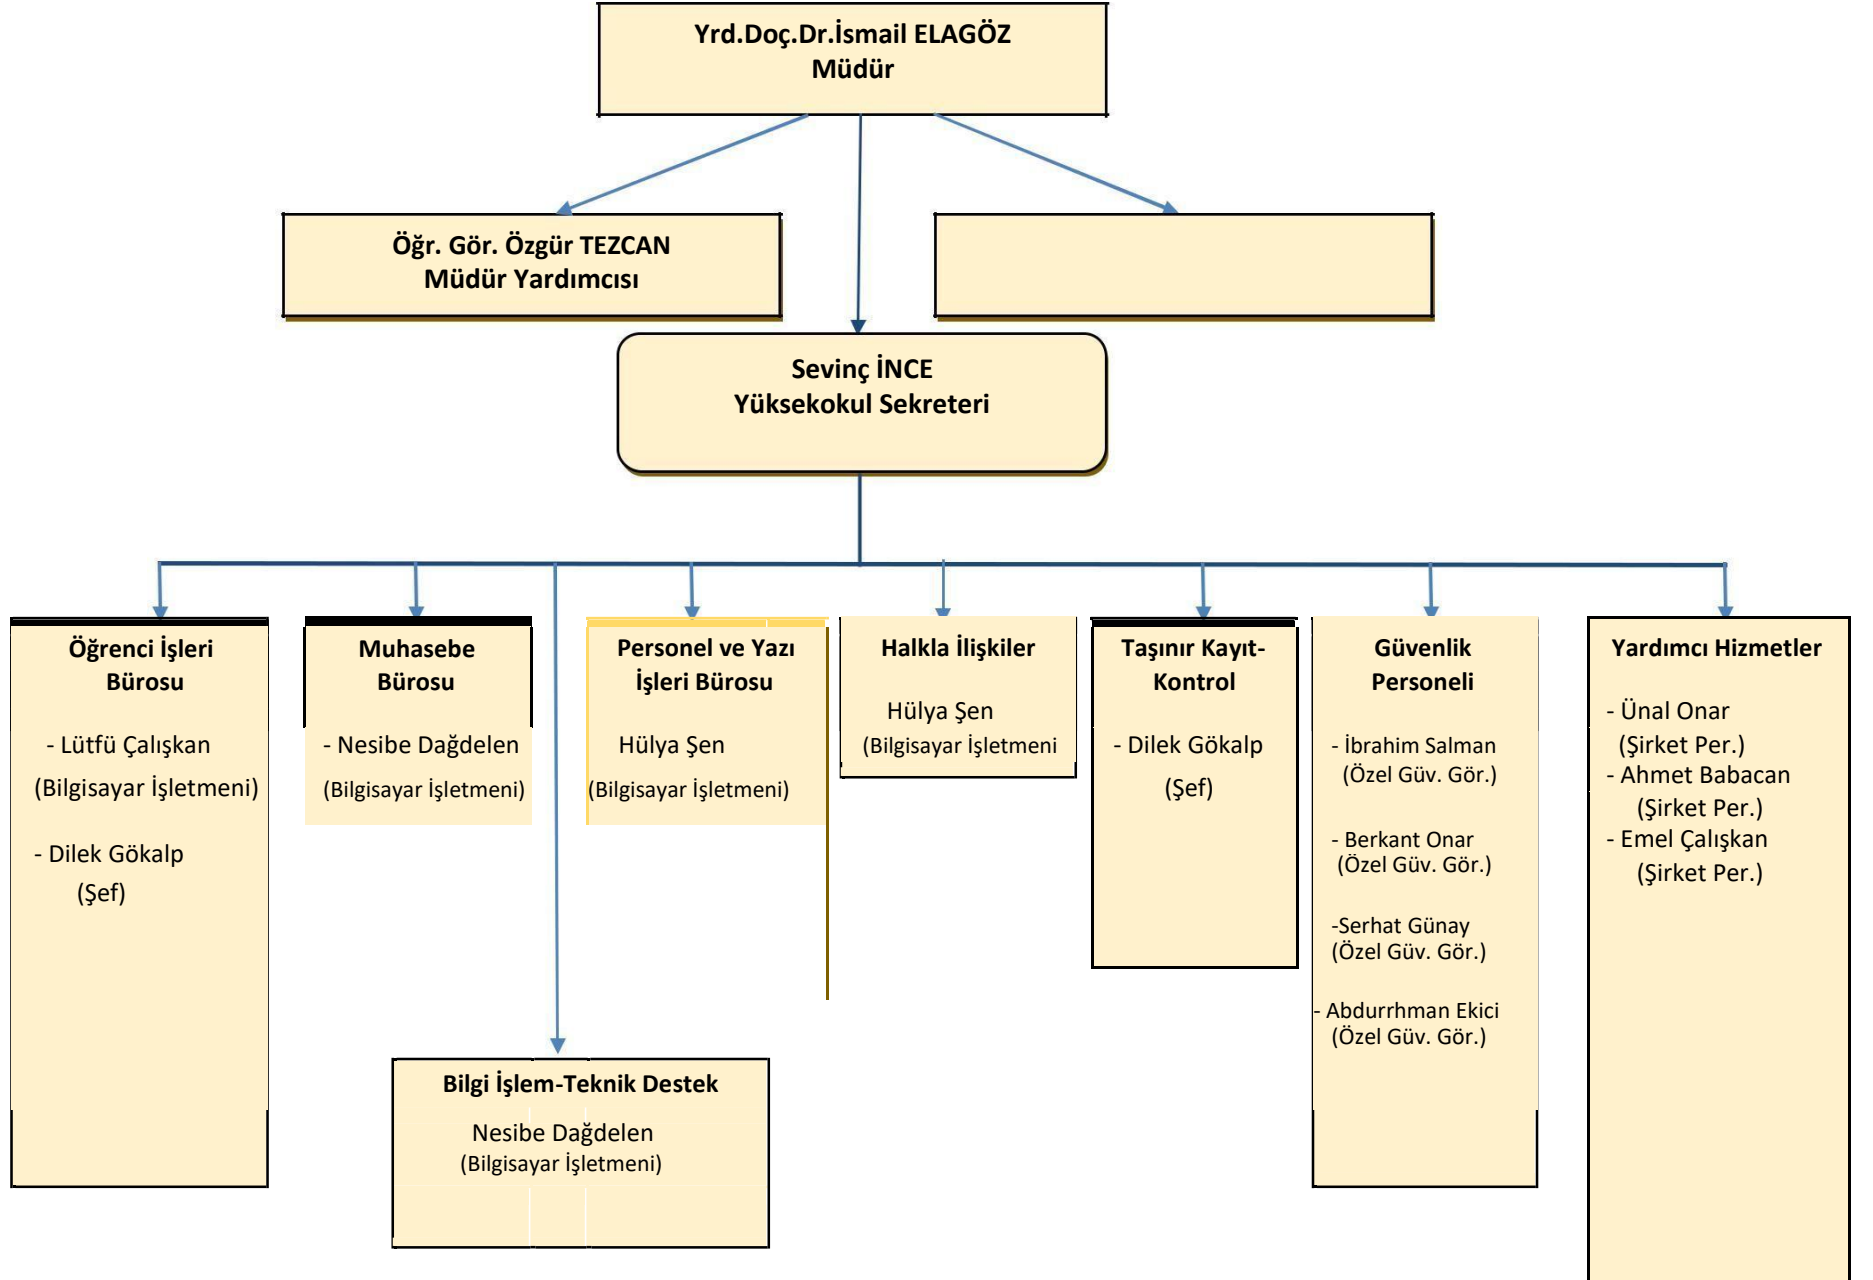 Yrd.Doç.Dr.İsmail ELAGÖZ
Müdür
Öğr. Gör. Özgür TEZCAN
Müdür Yardımcısı
Sevinç İNCE
Yüksekokul Sekreteri
Öğrenci İşleri
Bürosu
- Lütfü Çalışkan
(Bilgisayar İşletmeni)
- Dilek Gökalp
(Şef)
Muhasebe
Bürosu
- Nesibe Dağdelen
(Bilgisayar İşletmeni)
Personel ve Yazı
İşleri Bürosu
Hülya Şen
(Bilgisayar İşletmeni)
Halkla İlişkiler
Hülya Şen
(Bilgisayar İşletmeni
Taşınır Kayıt-
Kontrol
- Dilek Gökalp
(Şef)
Güvenlik
Personeli
- İbrahim Salman
(Özel Güv. Gör.)
- Berkant Onar
(Özel Güv. Gör.)
-Serhat Günay
(Özel Güv. Gör.)
- Abdurrhman Ekici
(Özel Güv. Gör.)
Yardımcı Hizmetler
- Ünal Onar
(Şirket Per.)
- Ahmet Babacan
(Şirket Per.)
- Emel Çalışkan
(Şirket Per.)
Bilgi İşlem-Teknik Destek
Nesibe Dağdelen
(Bilgisayar İşletmeni)